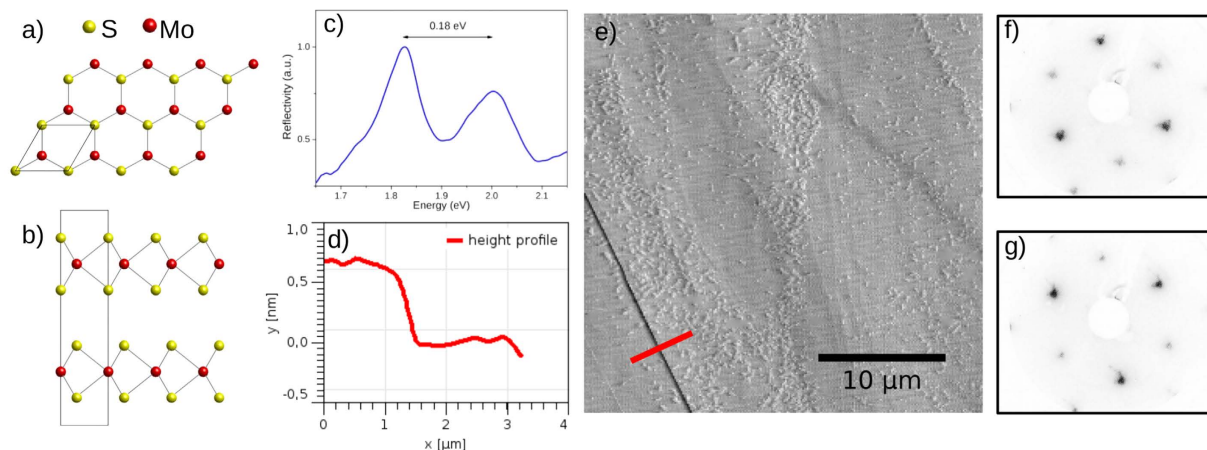 a)
S
Mo
b)
c)
0.18 eV
Reflectivity (a.u.)
1.0
0.5
1.7
1.8
1.9
2.0
2.1
Energy (eV)
d)
height profile
y [nm]
1,0
0,5
0,0
-0,5
0
1
2
3
4
x [μm]
e)
10 μm
f)
g)